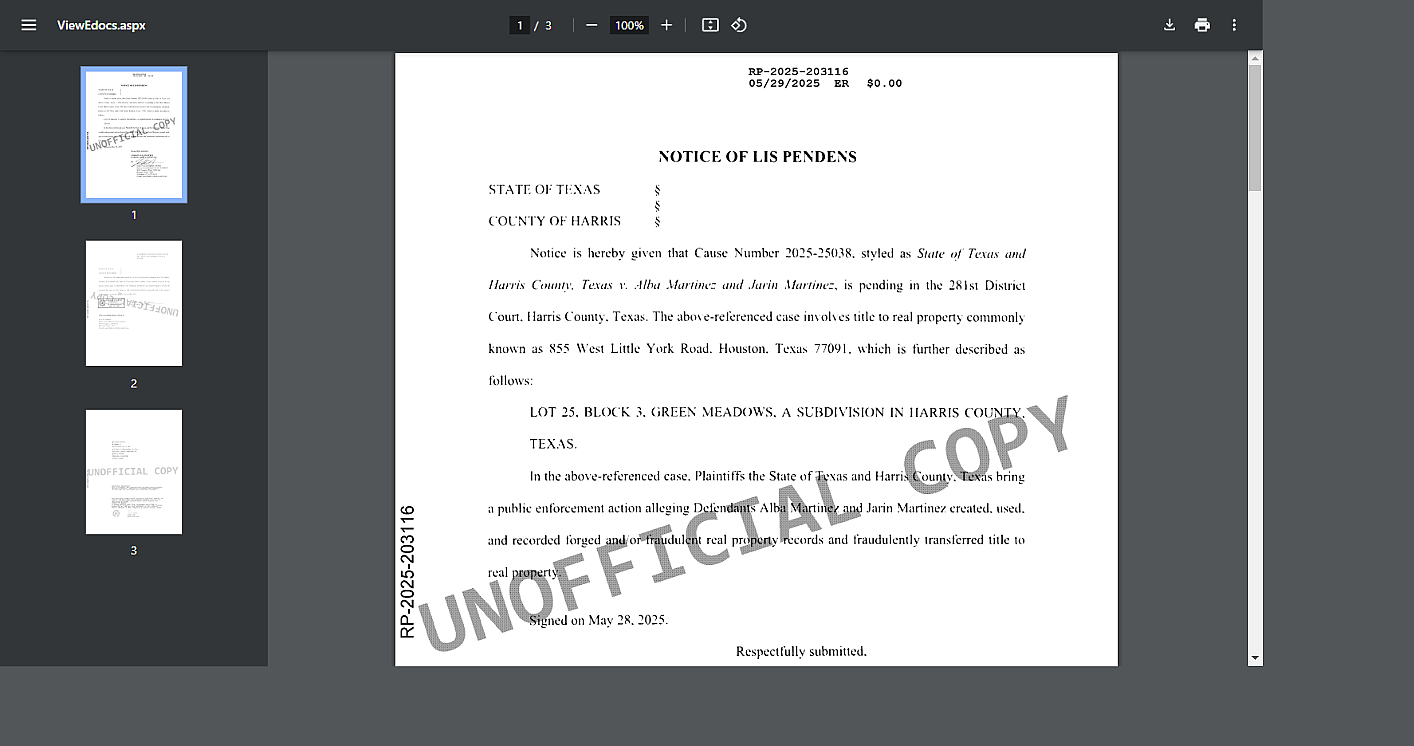 ViewEdocs.aspx
1 / 3
100%
1
2
3
RP-2025-203116
05/29/2025 ER $0.00
NOTICE OF LIS PENDENS
STATE OF TEXAS §
§
COUNTY OF HARRIS §
Notice is hereby given that Cause Number 2025-25038, styled as State of Texas and
Harris County, Texas v. Alba Martinez and Jarin Martinez, is pending in the 281st District
Court, Harris County, Texas. The above-referenced case involves title to real property commonly
known as 855 West Little York Road, Houston, Texas 77091, which is further described as
follows:
LOT 25, BLOCK 3, GREEN MEADOWS, A SUBDIVISION IN HARRIS COUNTY,
TEXAS.
In the above-referenced case, Plaintiffs the State of Texas and Harris County, Texas bring
a public enforcement action alleging Defendants Alba Martinez and Jarin Martinez created, used,
and recorded forged and/or fraudulent real property records and fraudulently transferred title to
real property.
Signed on May 28, 2025.
Respectfully submitted,
RP-2025-203116
UNOFFICIAL COPY
UNOFFICIAL COPY
UNOFFICIAL COPY
UNOFFICIAL COPY